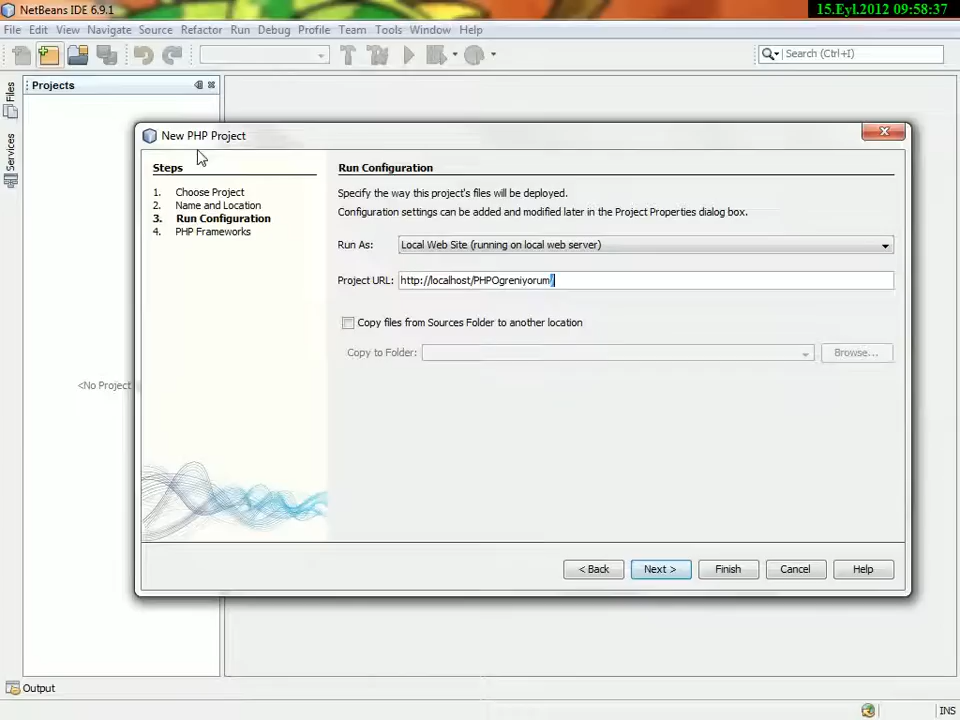 NetBeans IDE 6.9.1
15.Eyl.2012 09:58:37
File Edit View Navigate Source Refactor Run Debug Profile Team Tools Window Help
Search (Ctrl+I)
Files
Services
Projects
<No Project
New PHP Project
Steps
1. Choose Project
2. Name and Location
3. Run Configuration
4. PHP Frameworks
Run Configuration
Specify the way this project's files will be deployed.
Configuration settings can be added and modified later in the Project Properties dialog box.
Run As: Local Web Site (running on local web server)
Project URL: http://localhost/PHPOgreniyorum/
Copy files from Sources Folder to another location
Copy to Folder: Browse...
< Back Next > Finish Cancel Help
Output
INS